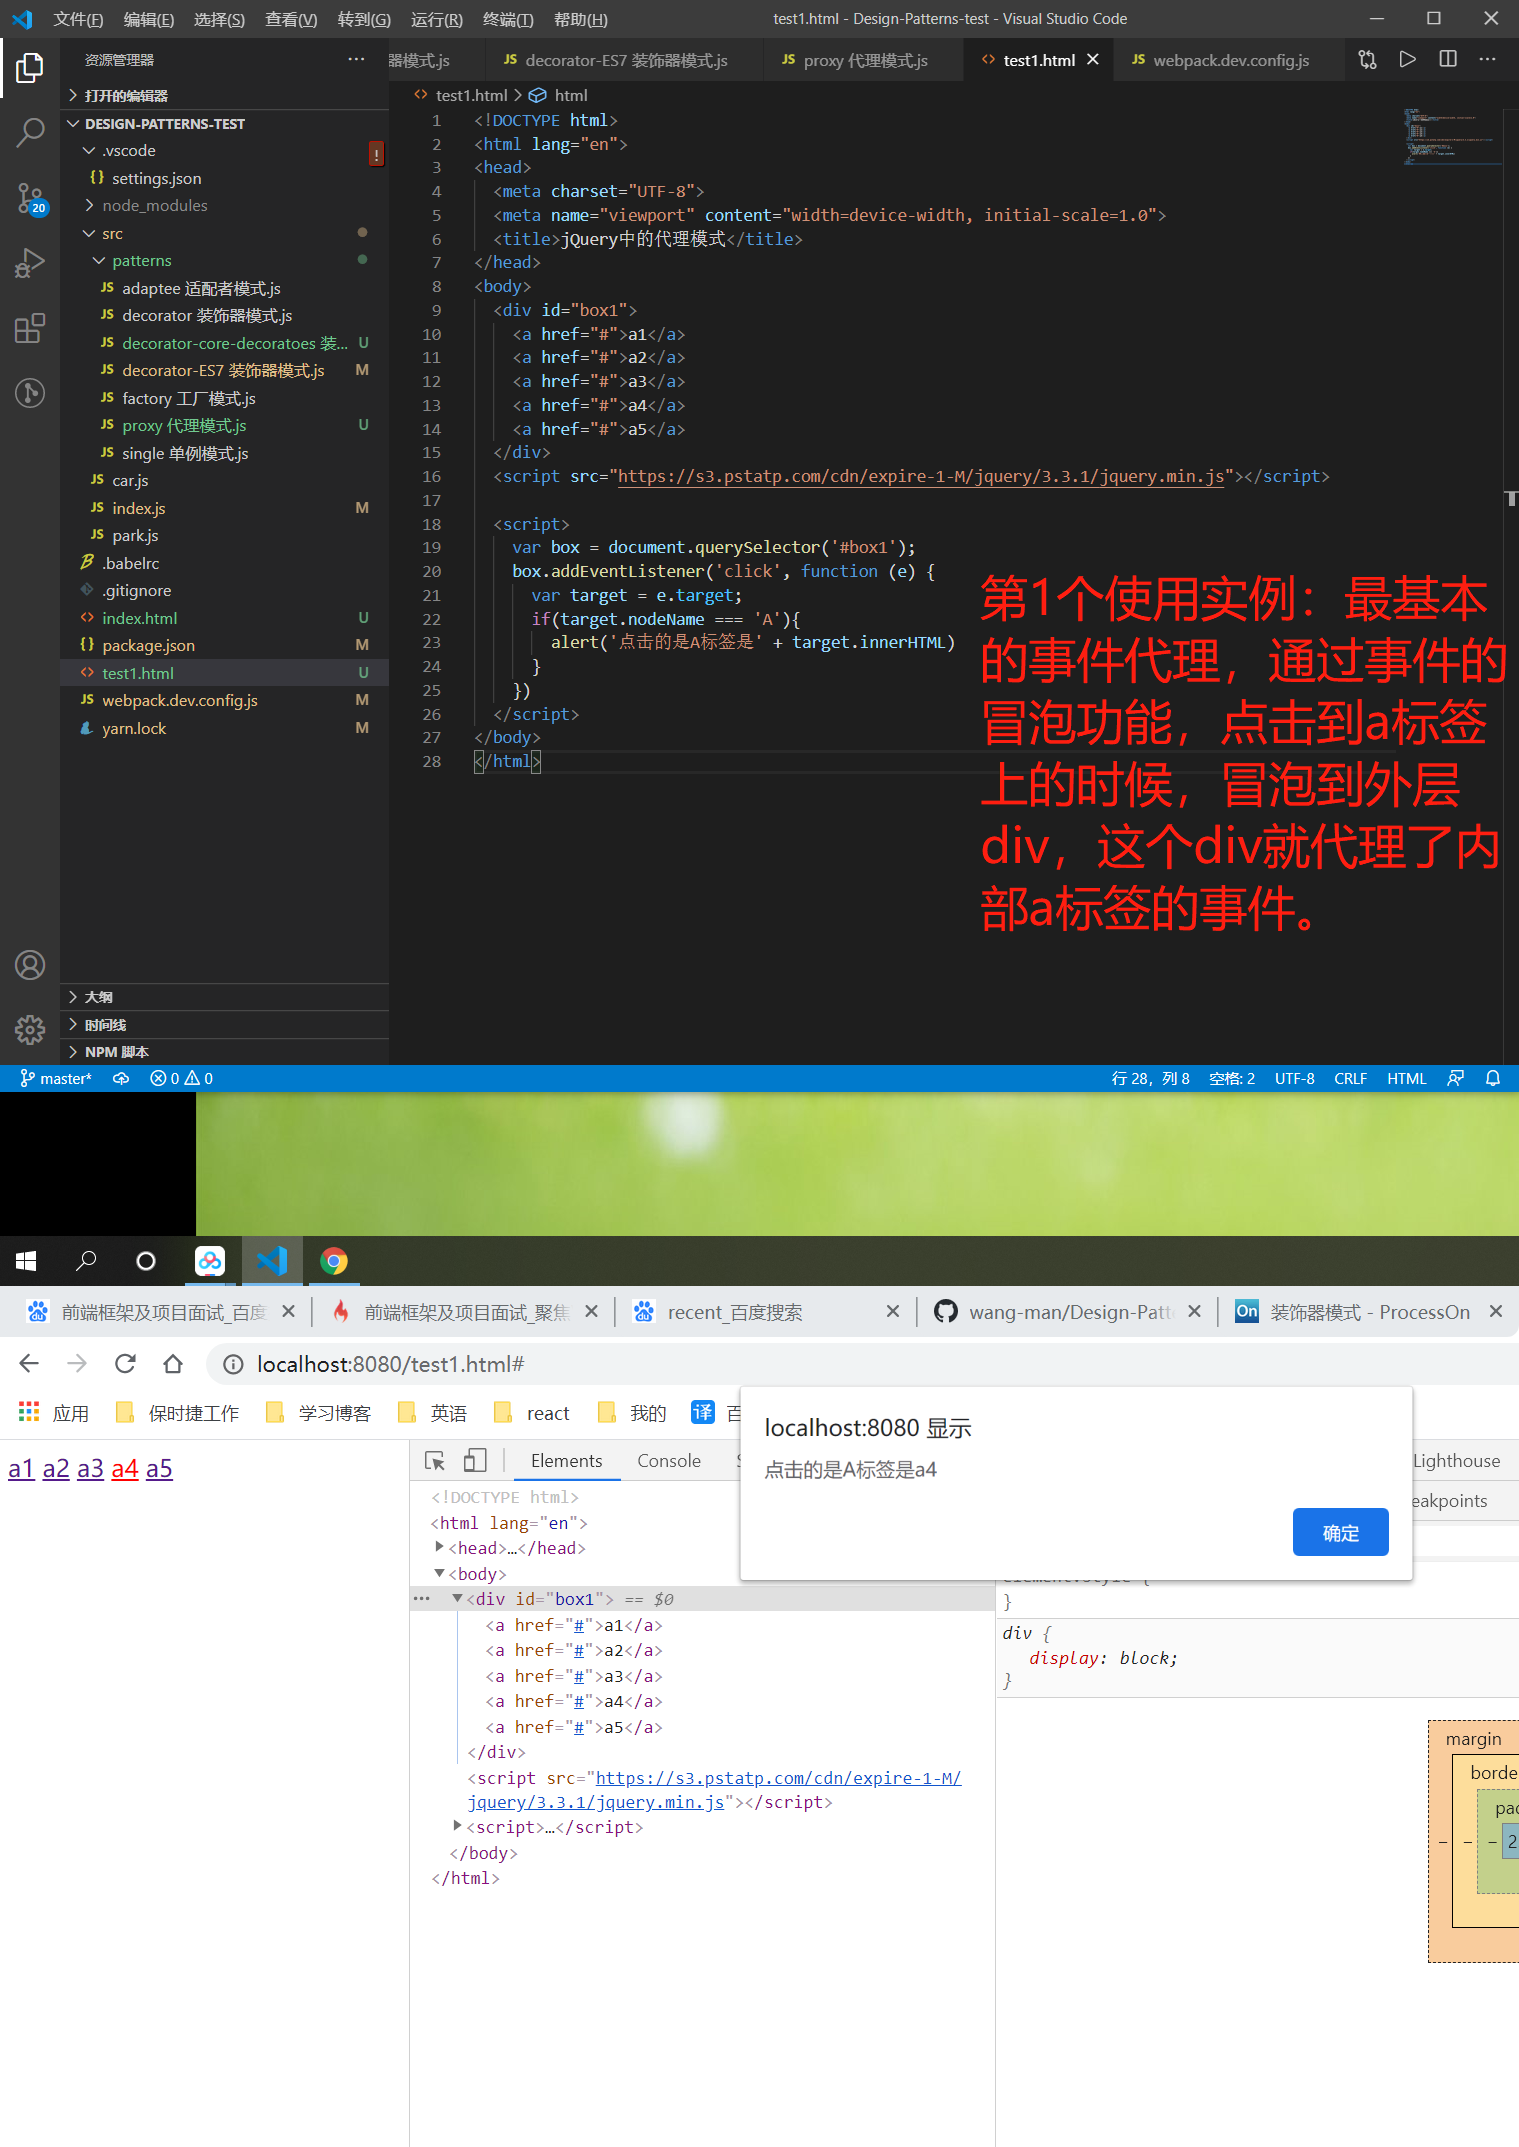 文件(F) 编辑(E) 选择(S) 查看(V) 转到(G) 运行(R) 终端(T) 帮助(H) test1.html - Design-Patterns-test - Visual Studio Code
资源管理器 ···
器模式.js
JS decorator-ES7 装饰器模式.js
JS proxy 代理模式.js
<> test1.html
JS webpack.dev.config.js
打开的编辑器
DESIGN-PATTERNS-TEST
.vscode
{} settings.json
node_modules
src
patterns
JS adaptee 适配者模式.js
JS decorator 装饰器模式.js
JS decorator-core-decoratoes 装... U
JS decorator-ES7 装饰器模式.js M
JS factory 工厂模式.js
JS proxy 代理模式.js U
JS single 单例模式.js
JS car.js
JS index.js M
JS park.js
.babelrc
.gitignore
<> index.html U
{} package.json M
<> test1.html U
JS webpack.dev.config.js M
yarn.lock M
大纲
时间线
NPM 脚本
20
<> test1.html > html
1 <!DOCTYPE html>
2 <html lang="en">
3 <head>
4 <meta charset="UTF-8">
5 <meta name="viewport" content="width=device-width, initial-scale=1.0">
6 <title>jQuery中的代理模式</title>
7 </head>
8 <body>
9 <div id="box1">
10 <a href="#">a1</a>
11 <a href="#">a2</a>
12 <a href="#">a3</a>
13 <a href="#">a4</a>
14 <a href="#">a5</a>
15 </div>
16 <script src="https://s3.pstatp.com/cdn/expire-1-M/jquery/3.3.1/jquery.min.js"></script>
17
18 <script>
19 var box = document.querySelector('#box1');
20 box.addEventListener('click', function (e) {
21 var target = e.target;
22 if(target.nodeName === 'A'){
23 alert('点击的是A标签是' + target.innerHTML)
24 }
25 })
26 </script>
27 </body>
28 </html>
第1个使用实例：最基本
的事件代理，通过事件的
冒泡功能，点击到a标签
上的时候，冒泡到外层
div，这个div就代理了内
部a标签的事件。
master* 0 0 行 28，列 8 空格: 2 UTF-8 CRLF HTML
前端框架及项目面试_百度
前端框架及项目面试_聚焦
recent_百度搜索
wang-man/Design-Patte
On 装饰器模式 - ProcessOn
localhost:8080/test1.html#
应用 保时捷工作 学习博客 英语 react 我的 译 百
localhost:8080 显示
点击的是A标签是a4
确定
a1 a2 a3 a4 a5
Elements Console Lighthouse
eakpoints
<!DOCTYPE html>
<html lang="en">
<head>…</head>
<body>
··· <div id="box1"> == $0
<a href="#">a1</a>
<a href="#">a2</a>
<a href="#">a3</a>
<a href="#">a4</a>
<a href="#">a5</a>
</div>
<script src="https://s3.pstatp.com/cdn/expire-1-M/
jquery/3.3.1/jquery.min.js"></script>
<script>…</script>
</body>
</html>
element.style {
}
div {
display: block;
}
margin
borde
pad
- - - 2